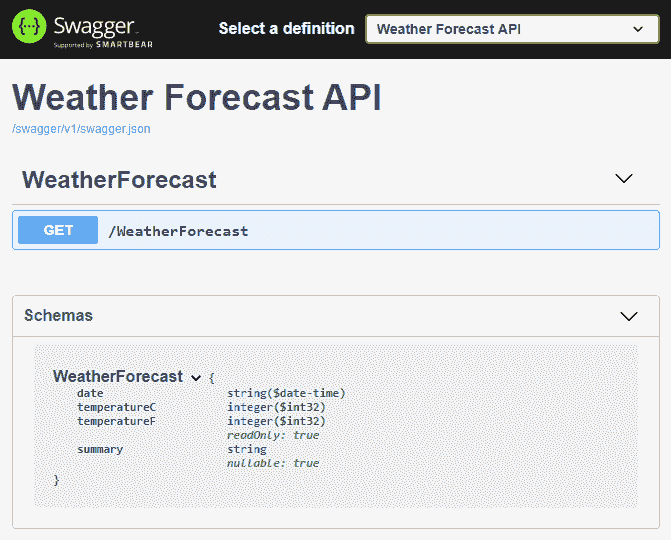 Swagger
Supported by SMARTBEAR
Select a definition
Weather Forecast API
Weather Forecast API
/swagger/v1/swagger.json
WeatherForecast
GET /WeatherForecast
Schemas
WeatherForecast {
date string($date-time)
temperatureC integer($int32)
temperatureF integer($int32)
readOnly: true
summary string
nullable: true
}